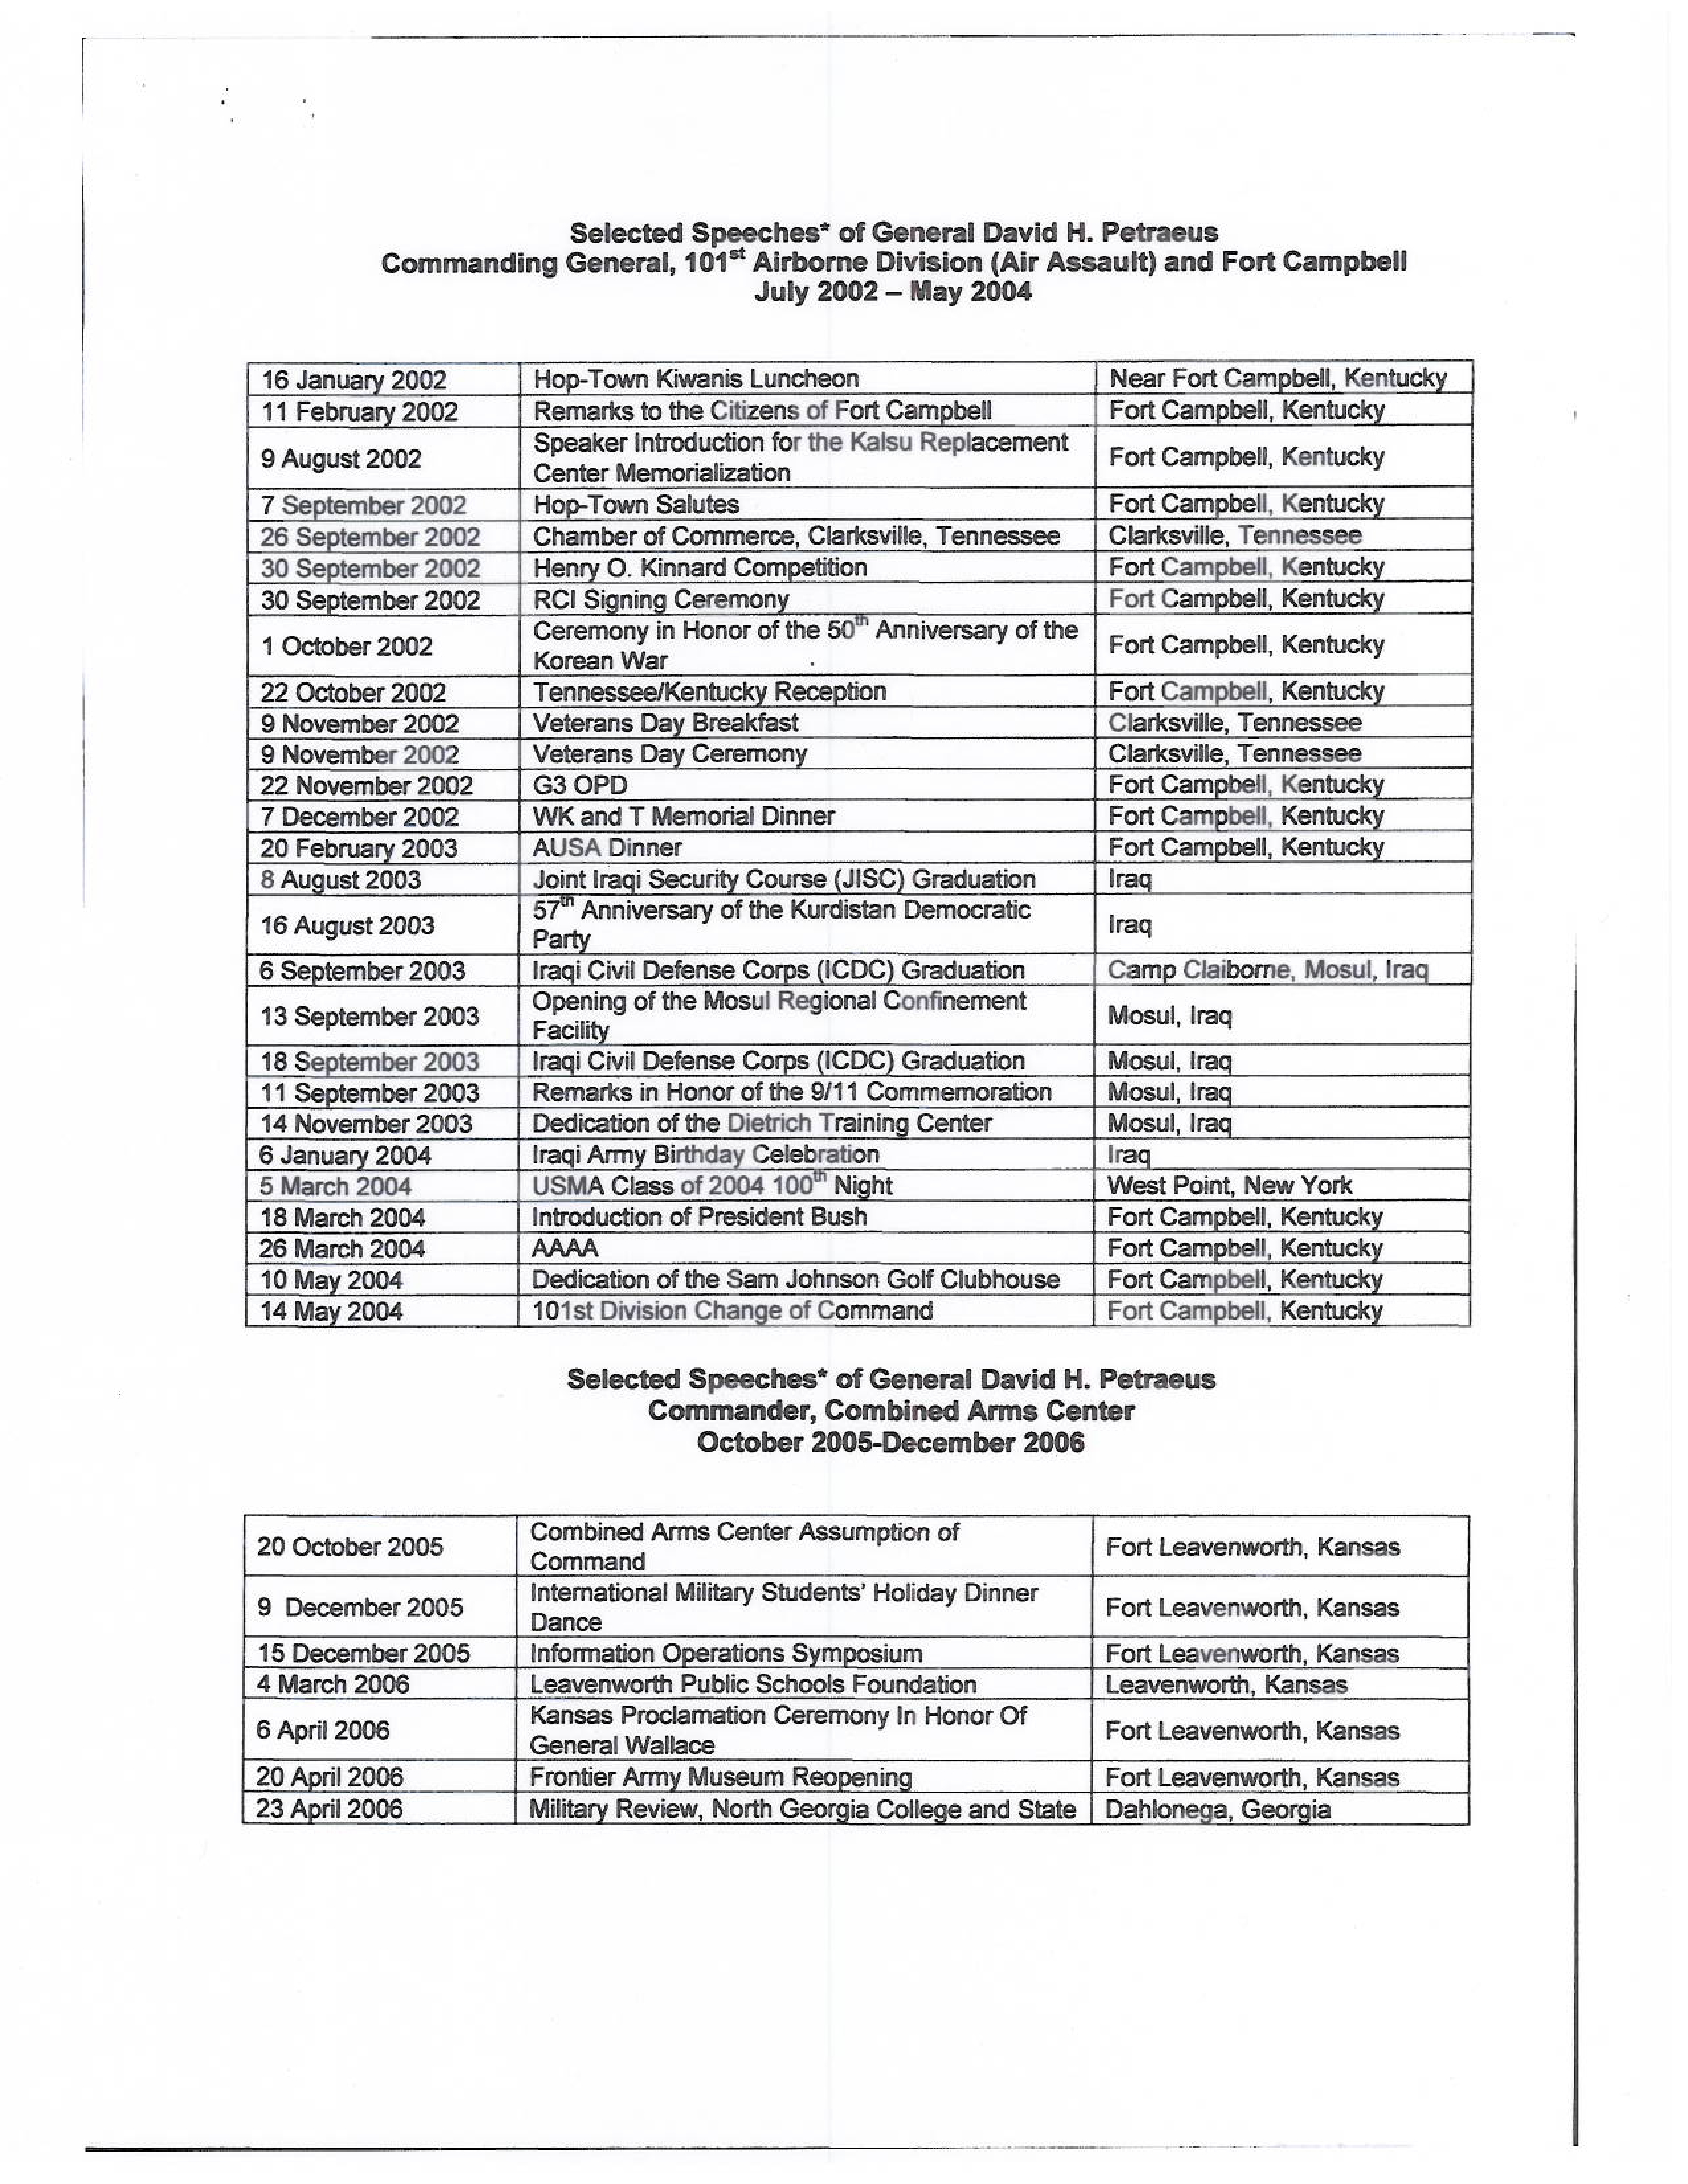 Selected Speeches* of General David H. Petraeus
Commanding General, 101st Airborne Division (Air Assault) and Fort Campbell
July 2002 – May 2004
16 January 2002 Hop-Town Kiwanis Luncheon Near Fort Campbell, Kentucky
11 February 2002 Remarks to the Citizens of Fort Campbell Fort Campbell, Kentucky
9 August 2002 Speaker Introduction for the Kalsu Replacement
Center Memorialization Fort Campbell, Kentucky
7 September 2002 Hop-Town Salutes Fort Campbell, Kentucky
26 September 2002 Chamber of Commerce, Clarksville, Tennessee Clarksville, Tennessee
30 September 2002 Henry O. Kinnard Competition Fort Campbell, Kentucky
30 September 2002 RCI Signing Ceremony Fort Campbell, Kentucky
1 October 2002 Ceremony in Honor of the 50th Anniversary of the
Korean War Fort Campbell, Kentucky
22 October 2002 Tennessee/Kentucky Reception Fort Campbell, Kentucky
9 November 2002 Veterans Day Breakfast Clarksville, Tennessee
9 November 2002 Veterans Day Ceremony Clarksville, Tennessee
22 November 2002 G3 OPD Fort Campbell, Kentucky
7 December 2002 WK and T Memorial Dinner Fort Campbell, Kentucky
20 February 2003 AUSA Dinner Fort Campbell, Kentucky
8 August 2003 Joint Iraqi Security Course (JISC) Graduation Iraq
16 August 2003 57th Anniversary of the Kurdistan Democratic
Party Iraq
6 September 2003 Iraqi Civil Defense Corps (ICDC) Graduation Camp Claiborne, Mosul, Iraq
13 September 2003 Opening of the Mosul Regional Confinement
Facility Mosul, Iraq
18 September 2003 Iraqi Civil Defense Corps (ICDC) Graduation Mosul, Iraq
11 September 2003 Remarks in Honor of the 9/11 Commemoration Mosul, Iraq
14 November 2003 Dedication of the Dietrich Training Center Mosul, Iraq
6 January 2004 Iraqi Army Birthday Celebration Iraq
5 March 2004 USMA Class of 2004 100th Night West Point, New York
18 March 2004 Introduction of President Bush Fort Campbell, Kentucky
26 March 2004 AAAA Fort Campbell, Kentucky
10 May 2004 Dedication of the Sam Johnson Golf Clubhouse Fort Campbell, Kentucky
14 May 2004 101st Division Change of Command Fort Campbell, Kentucky
Selected Speeches* of General David H. Petraeus
Commander, Combined Arms Center
October 2005-December 2006
20 October 2005 Combined Arms Center Assumption of
Command Fort Leavenworth, Kansas
9 December 2005 International Military Students' Holiday Dinner
Dance Fort Leavenworth, Kansas
15 December 2005 Information Operations Symposium Fort Leavenworth, Kansas
4 March 2006 Leavenworth Public Schools Foundation Leavenworth, Kansas
6 April 2006 Kansas Proclamation Ceremony In Honor Of
General Wallace Fort Leavenworth, Kansas
20 April 2006 Frontier Army Museum Reopening Fort Leavenworth, Kansas
23 April 2006 Military Review, North Georgia College and State Dahlonega, Georgia